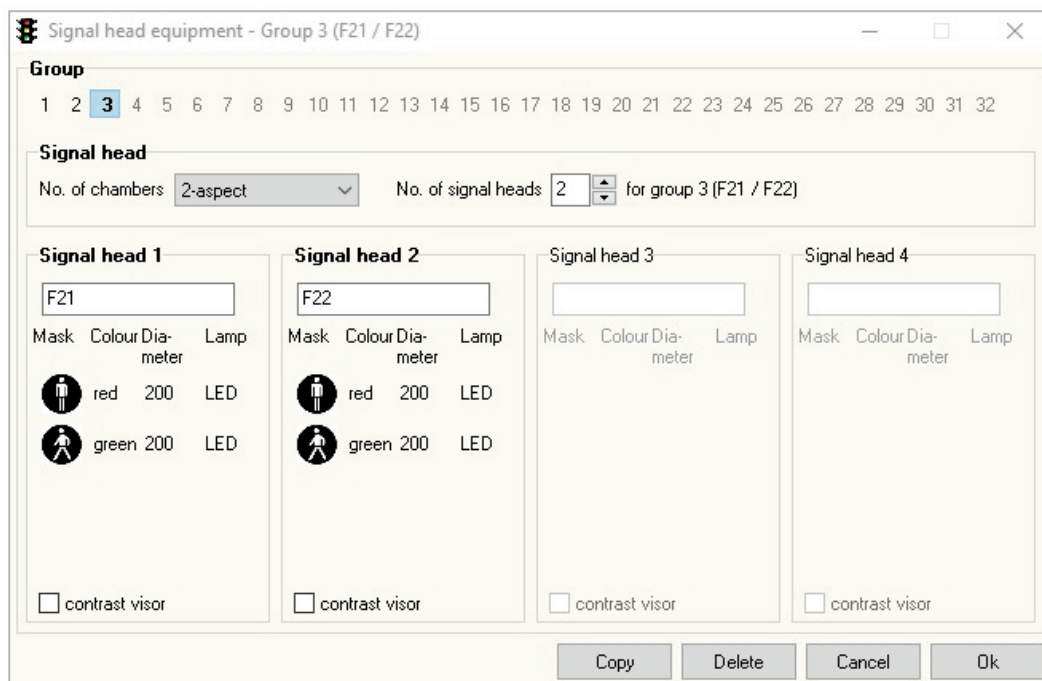 Signal head equipment - Group 3 (F21 / F22)
Group
1 2 3 4 5 6 7 8 9 10 11 12 13 14 15 16 17 18 19 20 21 22 23 24 25 26 27 28 29 30 31 32
Signal head
No. of chambers 2-aspect No. of signal heads 2 for group 3 (F21 / F22)
Signal head 1 Signal head 2 Signal head 3 Signal head 4
F21 F22
Mask Colour Dia- Lamp Mask Colour Dia- Lamp Mask Colour Dia- Lamp Mask Colour Dia- Lamp
meter meter meter meter
red 200 LED red 200 LED
green 200 LED green 200 LED
contrast visor contrast visor contrast visor contrast visor
Copy Delete Cancel Ok